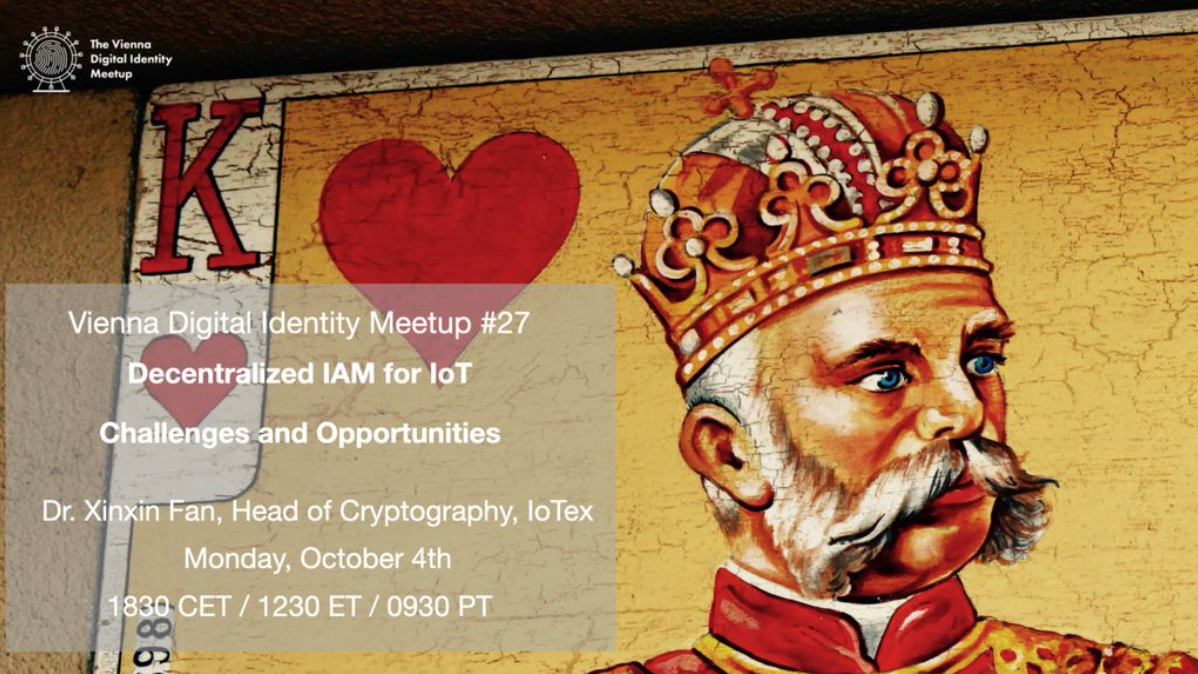 The Vienna
Digital Identity
Meetup
K
Vienna Digital Identity Meetup #27
Decentralized IAM for IoT
Challenges and Opportunities
Dr. Xinxin Fan, Head of Cryptography, IoTex
Monday, October 4th
1830 CET / 1230 ET / 0930 PT